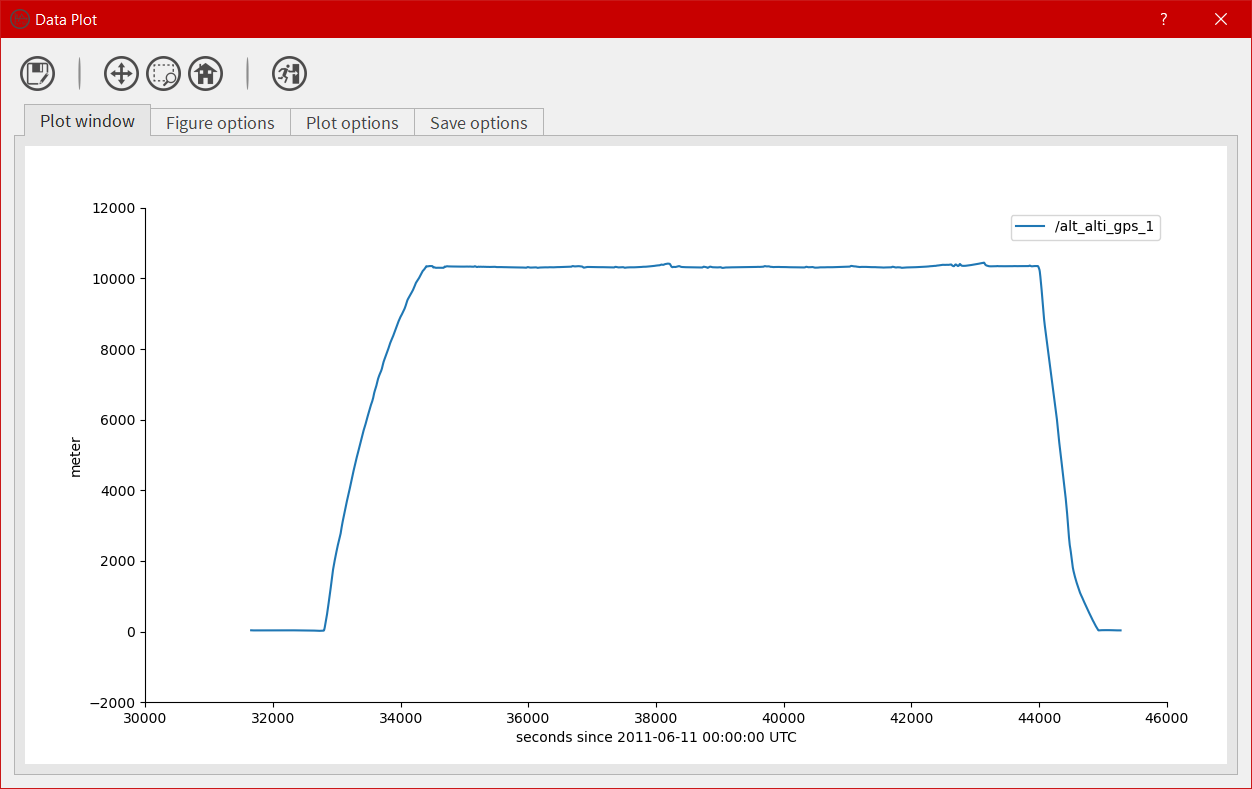 Data Plot
?
Plot window
Figure options
Plot options
Save options
12000
/alt_alti_gps_1
10000
8000
6000
meter
4000
2000
0
−2000
30000 32000 34000 36000 38000 40000 42000 44000 46000
seconds since 2011-06-11 00:00:00 UTC